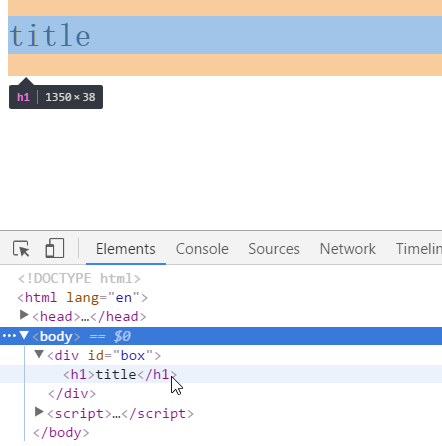 title
h1 1350 × 38
Elements Console Sources Network Timelin
<!DOCTYPE html>
<html lang="en">
<head>…</head>
<body> == $0
<div id="box">
<h1>title</h1>
</div>
<script>…</script>
</body>